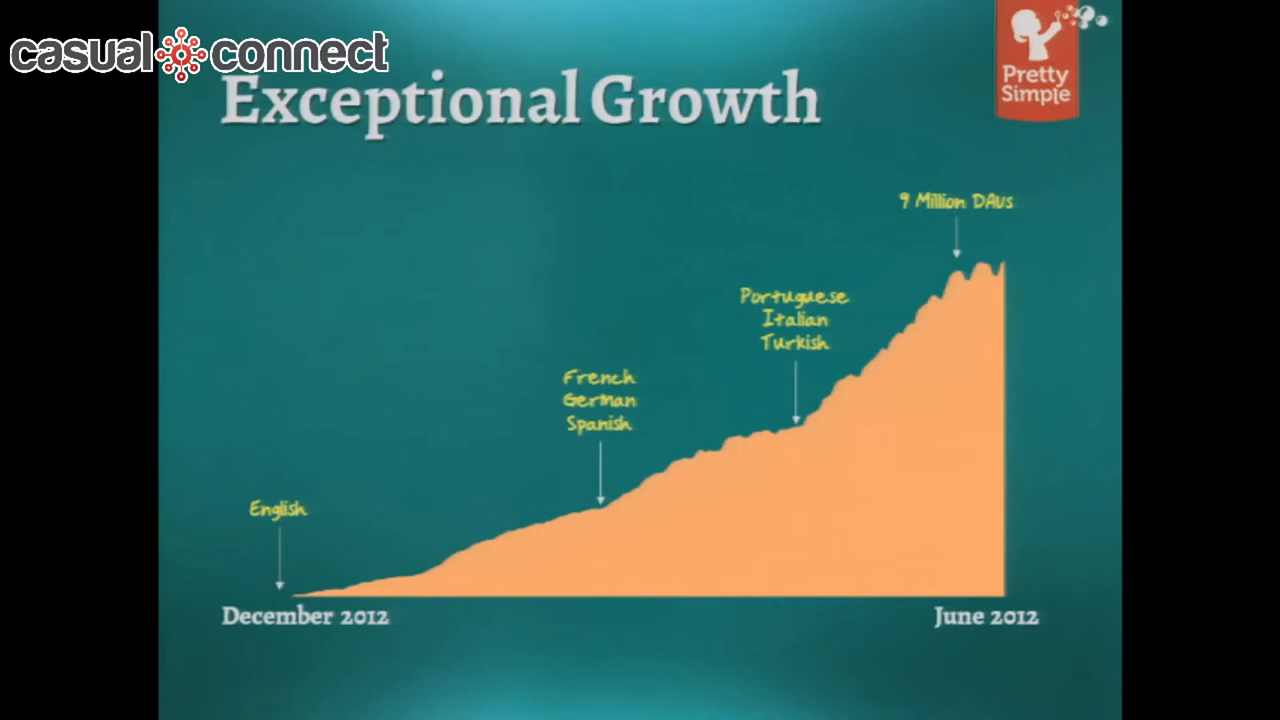 casual connect
Exceptional Growth
Pretty
Simple
9 Million DAUs
Portuguese
Italian
Turkish
French
German
Spanish
English
December 2012
June 2012